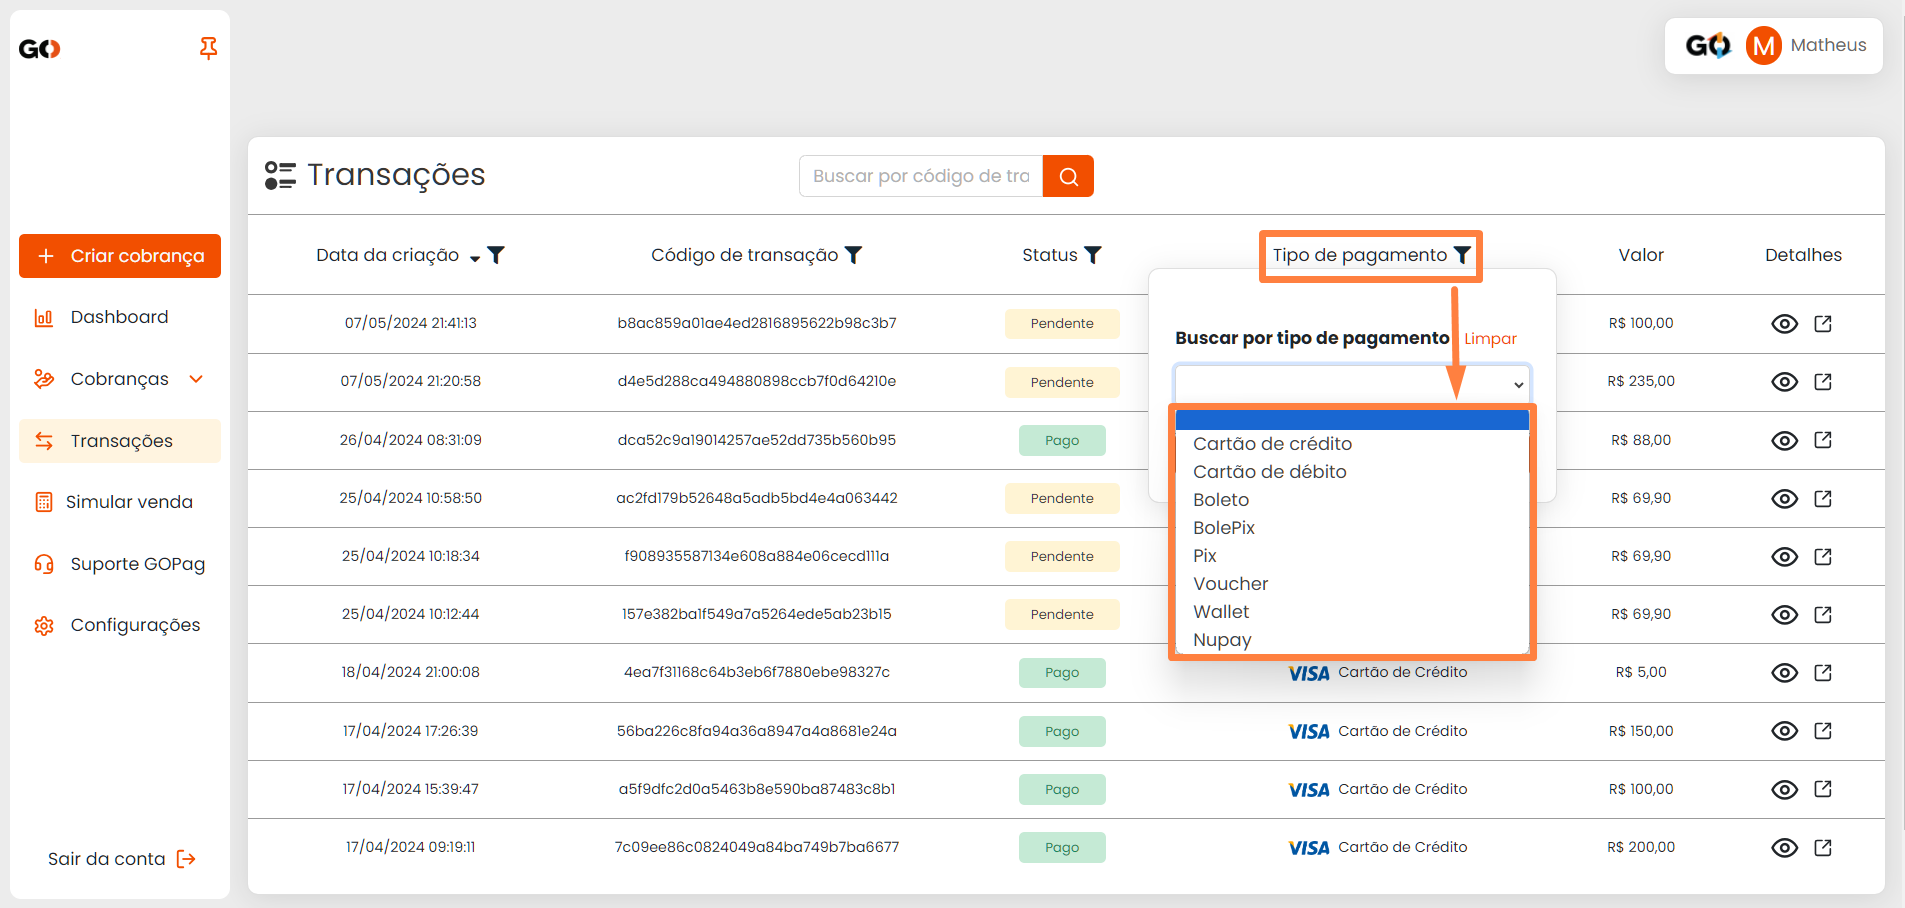 GO
GO M Matheus
Transações
Buscar por código de tra
Criar cobrança
Dashboard
Cobranças
Transações
Simular venda
Suporte GOPag
Configurações
Sair da conta
Data da criação Código de transação Status Tipo de pagamento Valor Detalhes
07/05/2024 21:41:13 b8ac859a01ae4ed2816895622b98c3b7 Pendente R$ 100,00
07/05/2024 21:20:58 d4e5d288ca494880898ccb7f0d64210e Pendente R$ 235,00
26/04/2024 08:31:09 dca52c9a19014257ae52dd735b560b95 Pago R$ 88,00
25/04/2024 10:58:50 ac2fd179b52648a5adb5bd4e4a063442 Pendente R$ 69,90
25/04/2024 10:18:34 f908935587134e608a884e06cecd111a Pendente R$ 69,90
25/04/2024 10:12:44 157e382ba1f549a7a5264ede5ab23b15 Pendente R$ 69,90
18/04/2024 21:00:08 4ea7f31168c64b3eb6f7880ebe98327c Pago VISA Cartão de Crédito R$ 5,00
17/04/2024 17:26:39 56ba226c8fa94a36a8947a4a8681e24a Pago VISA Cartão de Crédito R$ 150,00
17/04/2024 15:39:47 a5f9dfc2d0a5463b8e590ba87483c8b1 Pago VISA Cartão de Crédito R$ 100,00
17/04/2024 09:19:11 7c09ee86c0824049a84ba749b7ba6677 Pago VISA Cartão de Crédito R$ 200,00
Buscar por tipo de pagamento Limpar
Cartão de crédito
Cartão de débito
Boleto
BolePix
Pix
Voucher
Wallet
Nupay